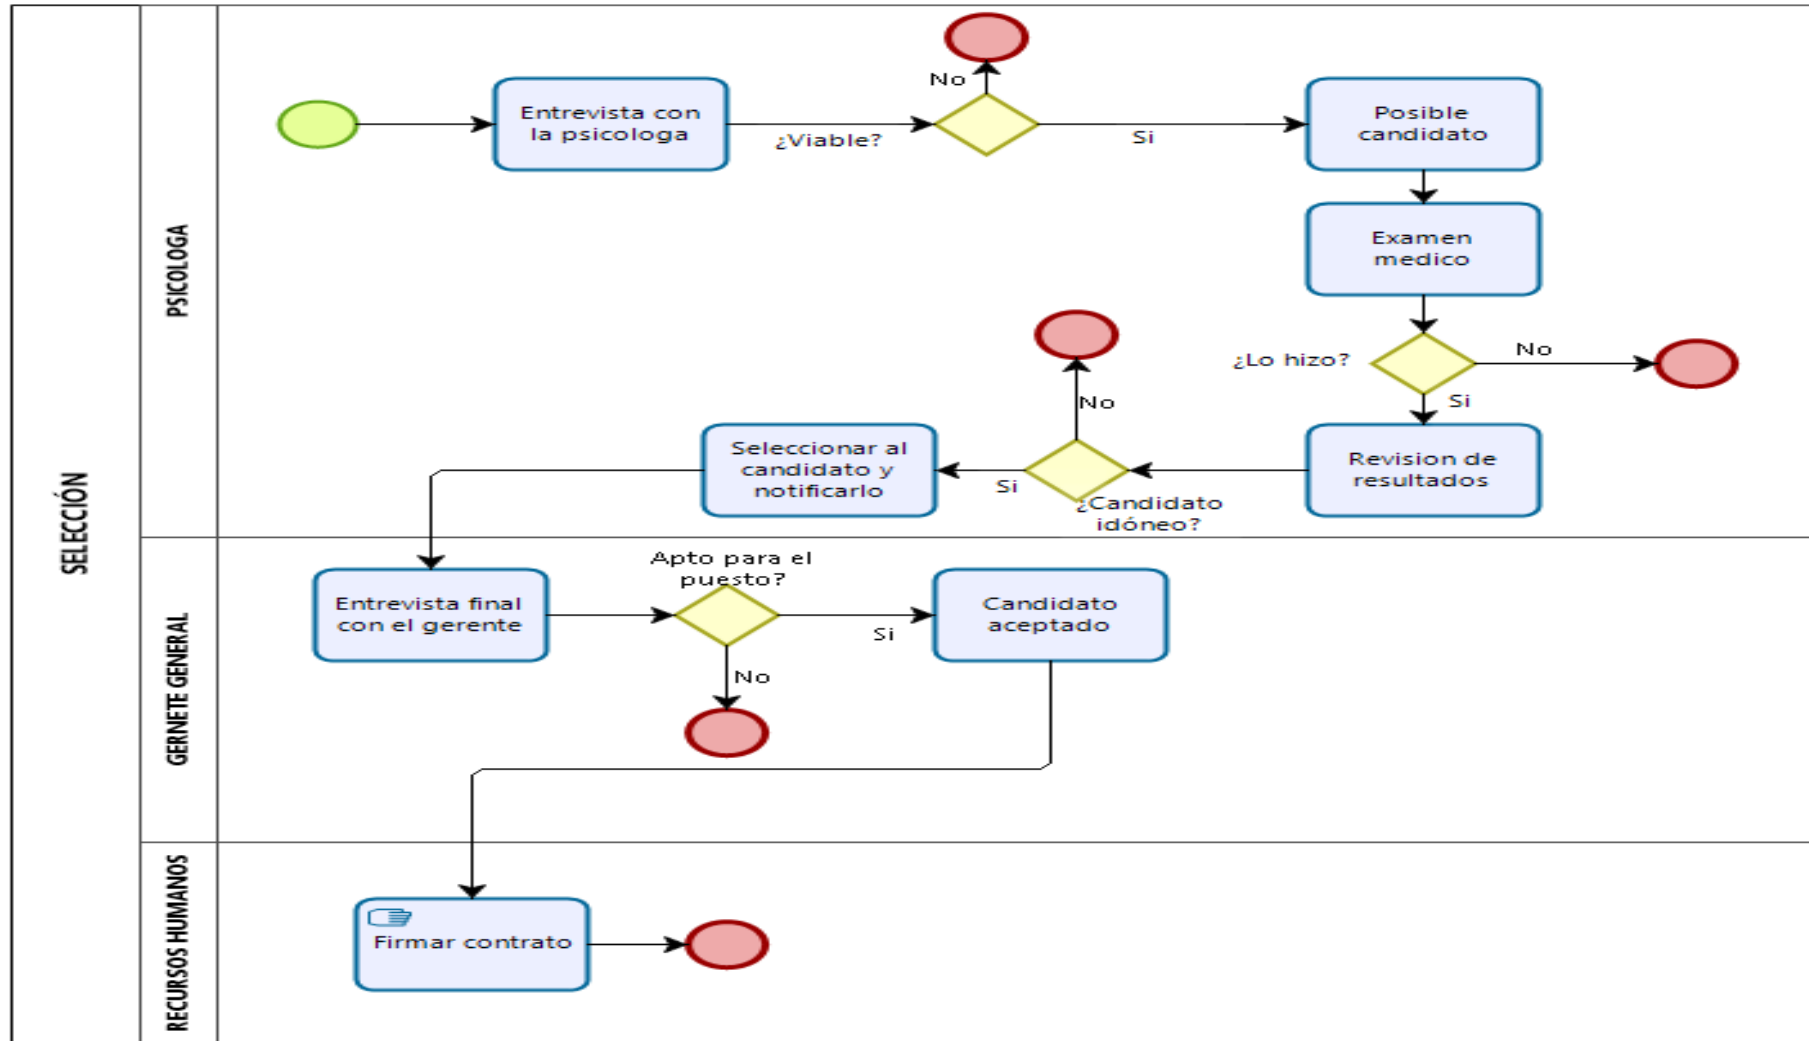 SELECCIÓN
PSICOLOGA
Entrevista con
la psicologa
¿Viable?
No
Si
Posible
candidato
Examen
medico
¿Lo hizo?
No
Si
Revision de
resultados
¿Candidato
idóneo?
No
Si
Seleccionar al
candidato y
notificarlo
GERNETE GENERAL
Entrevista final
con el gerente
Apto para el
puesto?
Si
No
Candidato
aceptado
RECURSOS HUMANOS
Firmar contrato